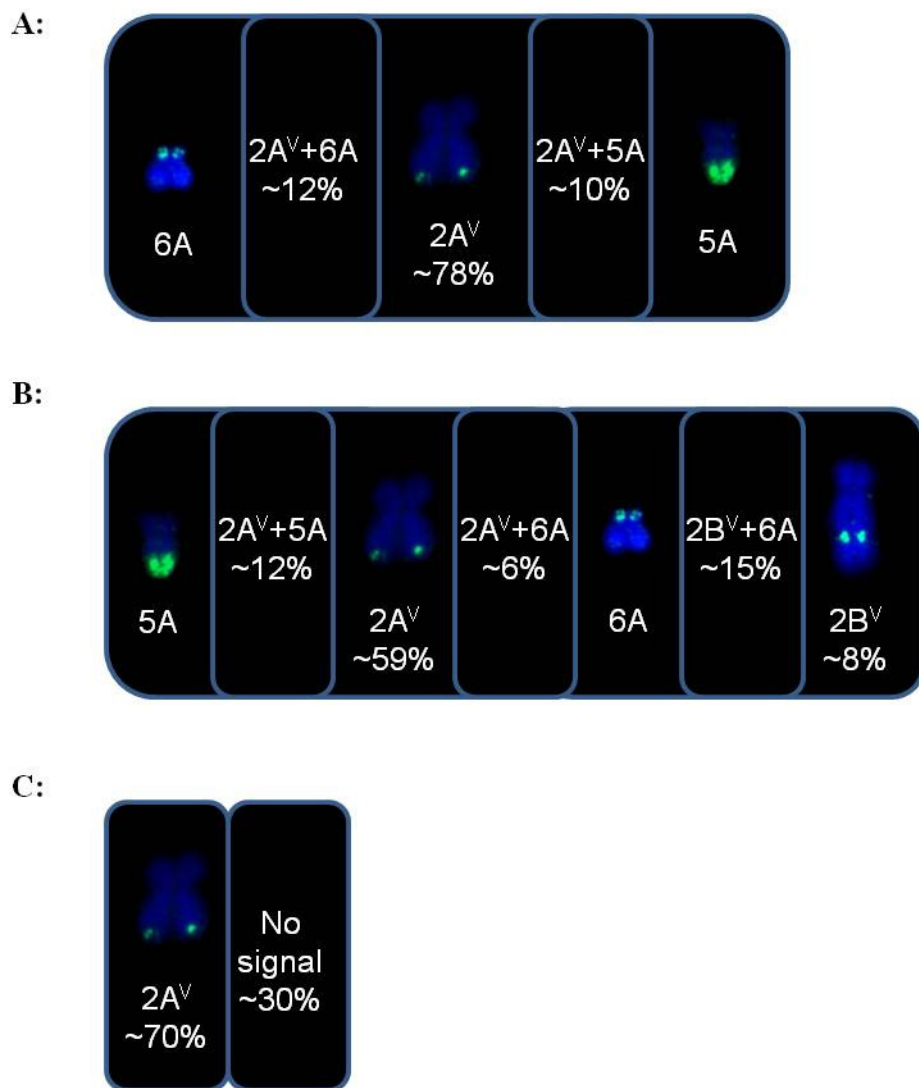 A:
6A
2Aⱽ+6A
~12%
2Aⱽ
~78%
2Aⱽ+5A
~10%
5A
B:
5A
2Aⱽ+5A
~12%
2Aⱽ
~59%
2Aⱽ+6A
~6%
6A
2Bⱽ+6A
~15%
2Bⱽ
~8%
C:
2Aⱽ
~70%
No
signal
~30%